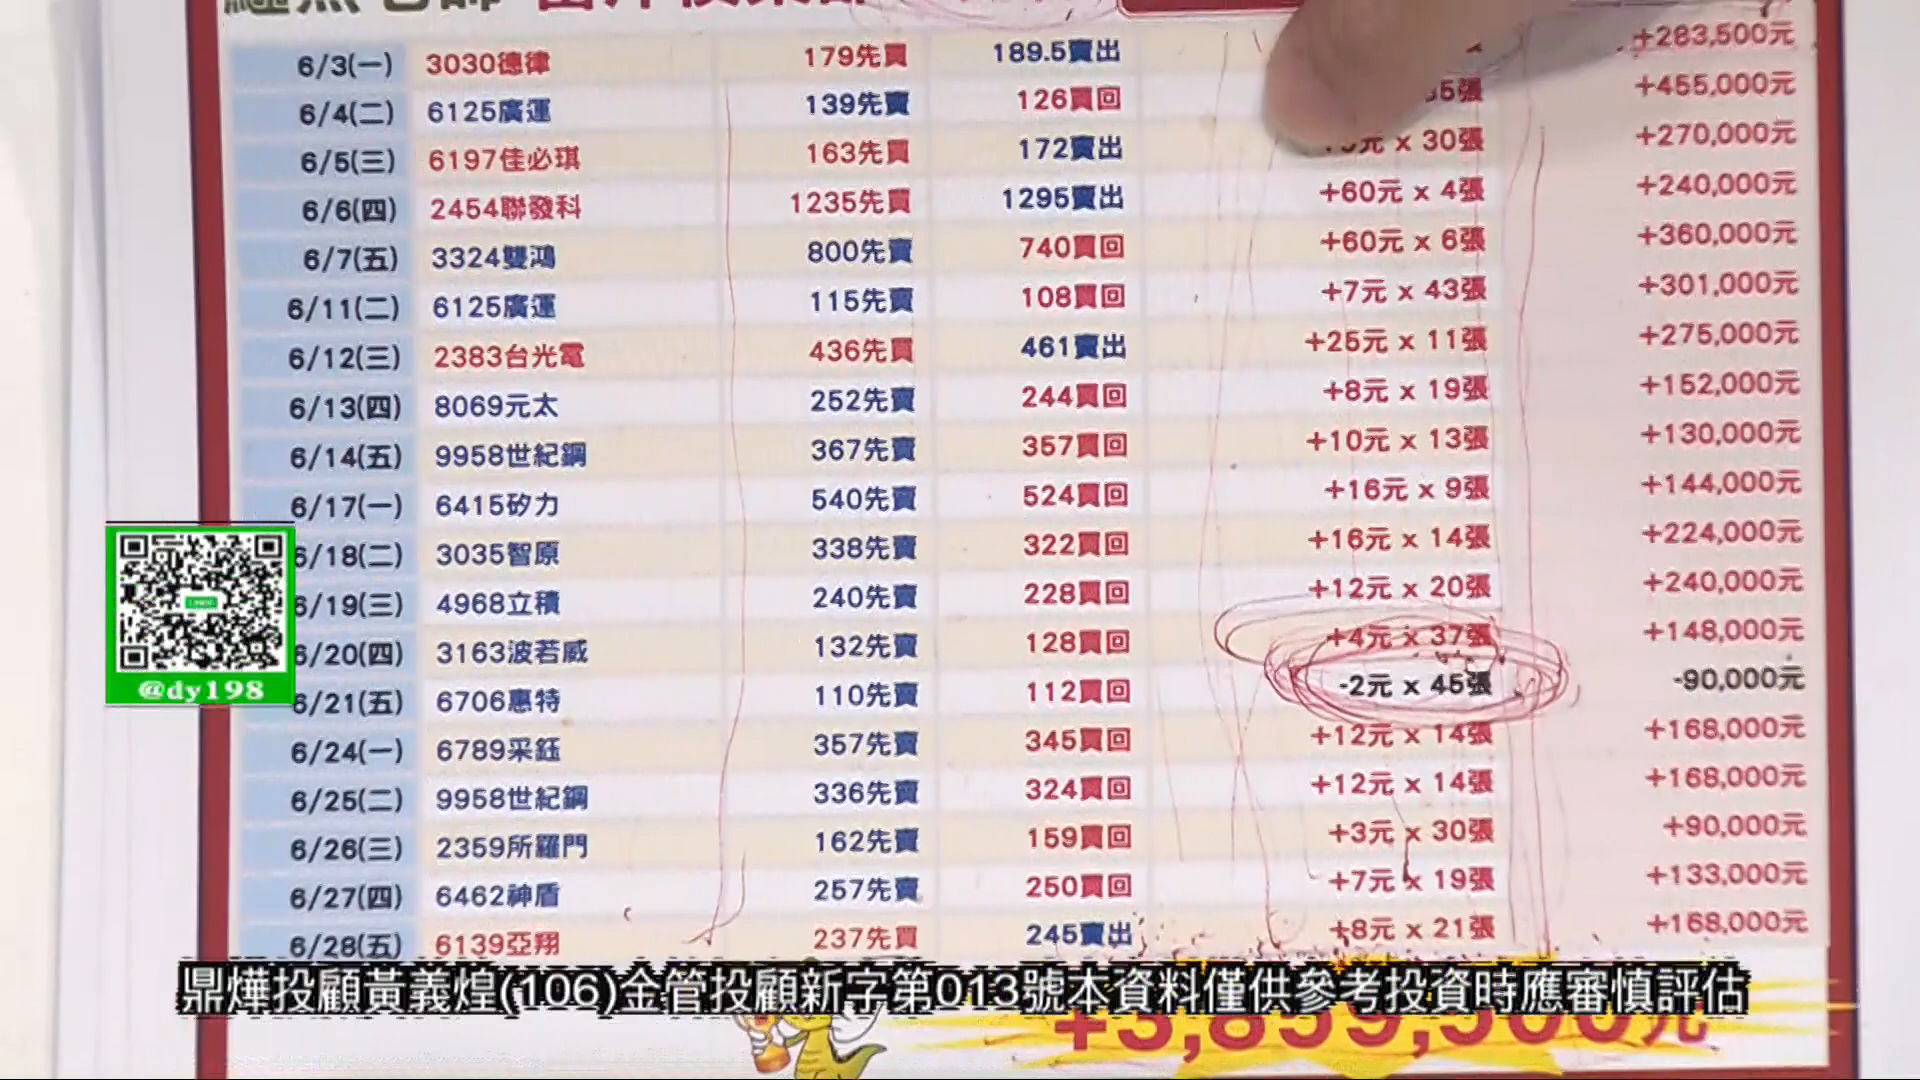 6/3(一) 3030德律 179先買 189.5賣出 +283,500元
6/4(二) 6125廣運 139先賣 126買回 35張 +455,000元
6/5(三) 6197佳必琪 163先買 172賣出 元 x 30張 +270,000元
6/6(四) 2454聯發科 1235先買 1295賣出 +60元 x 4張 +240,000元
6/7(五) 3324雙鴻 800先賣 740買回 +60元 x 6張 +360,000元
6/11(二) 6125廣運 115先賣 108買回 +7元 x 43張 +301,000元
6/12(三) 2383台光電 436先買 461賣出 +25元 x 11張 +275,000元
6/13(四) 8069元太 252先賣 244買回 +8元 x 19張 +152,000元
6/14(五) 9958世紀鋼 367先賣 357買回 +10元 x 13張 +130,000元
6/17(一) 6415矽力 540先賣 524買回 +16元 x 9張 +144,000元
6/18(二) 3035智原 338先賣 322買回 +16元 x 14張 +224,000元
6/19(三) 4968立積 240先賣 228買回 +12元 x 20張 +240,000元
6/20(四) 3163波若威 132先賣 128買回 +4元 x 37張 +148,000元
6/21(五) 6706惠特 110先賣 112買回 -2元 x 45張 -90,000元
6/24(一) 6789采鈺 357先賣 345買回 +12元 x 14張 +168,000元
6/25(二) 9958世紀鋼 336先賣 324買回 +12元 x 14張 +168,000元
6/26(三) 2359所羅門 162先賣 159買回 +3元 x 30張 +90,000元
6/27(四) 6462神盾 257先賣 250買回 +7元 x 19張 +133,000元
6/28(五) 6139亞翔 237先買 245賣出 +8元 x 21張 +168,000元
@dy198
鼎燁投顧黃義煌(106)金管投顧新字第013號本資料僅供參考投資時應審慎評估
+3,859,500元